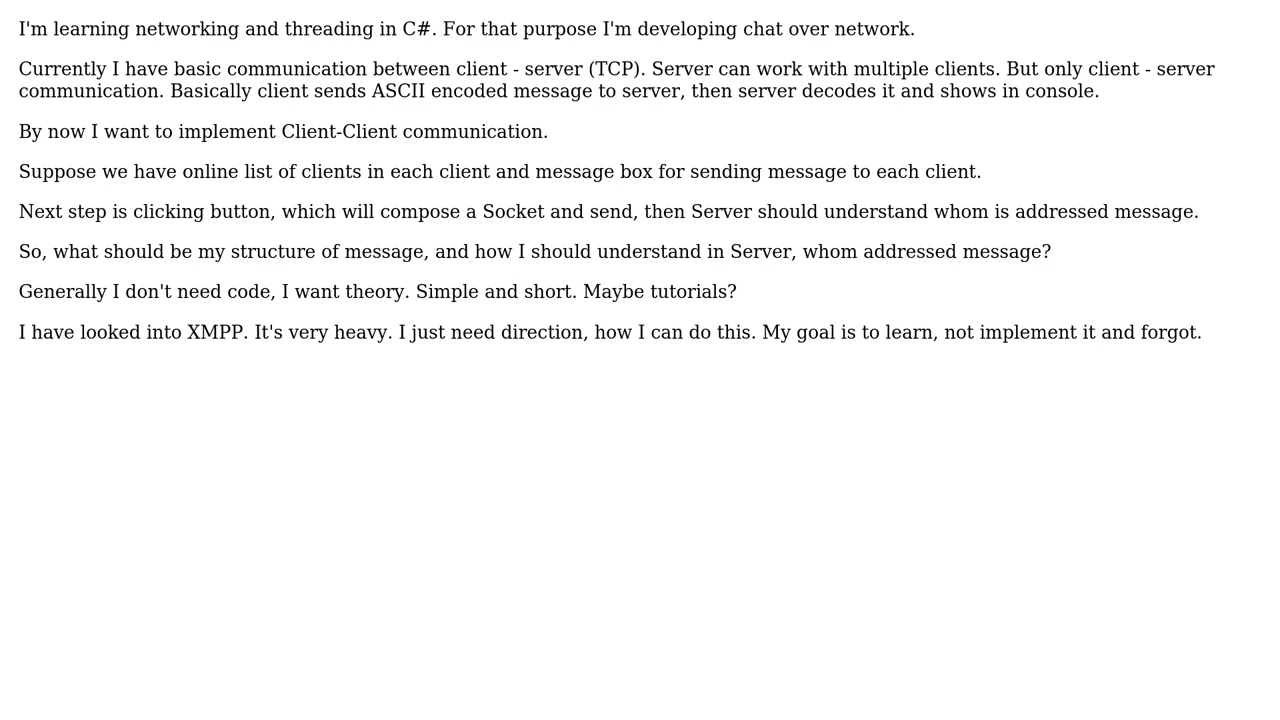 I'm learning networking and threading in C#. For that purpose I'm developing chat over network.
Currently I have basic communication between client - server (TCP). Server can work with multiple clients. But only client - server
communication. Basically client sends ASCII encoded message to server, then server decodes it and shows in console.
By now I want to implement Client-Client communication.
Suppose we have online list of clients in each client and message box for sending message to each client.
Next step is clicking button, which will compose a Socket and send, then Server should understand whom is addressed message.
So, what should be my structure of message, and how I should understand in Server, whom addressed message?
Generally I don't need code, I want theory. Simple and short. Maybe tutorials?
I have looked into XMPP. It's very heavy. I just need direction, how I can do this. My goal is to learn, not implement it and forgot.